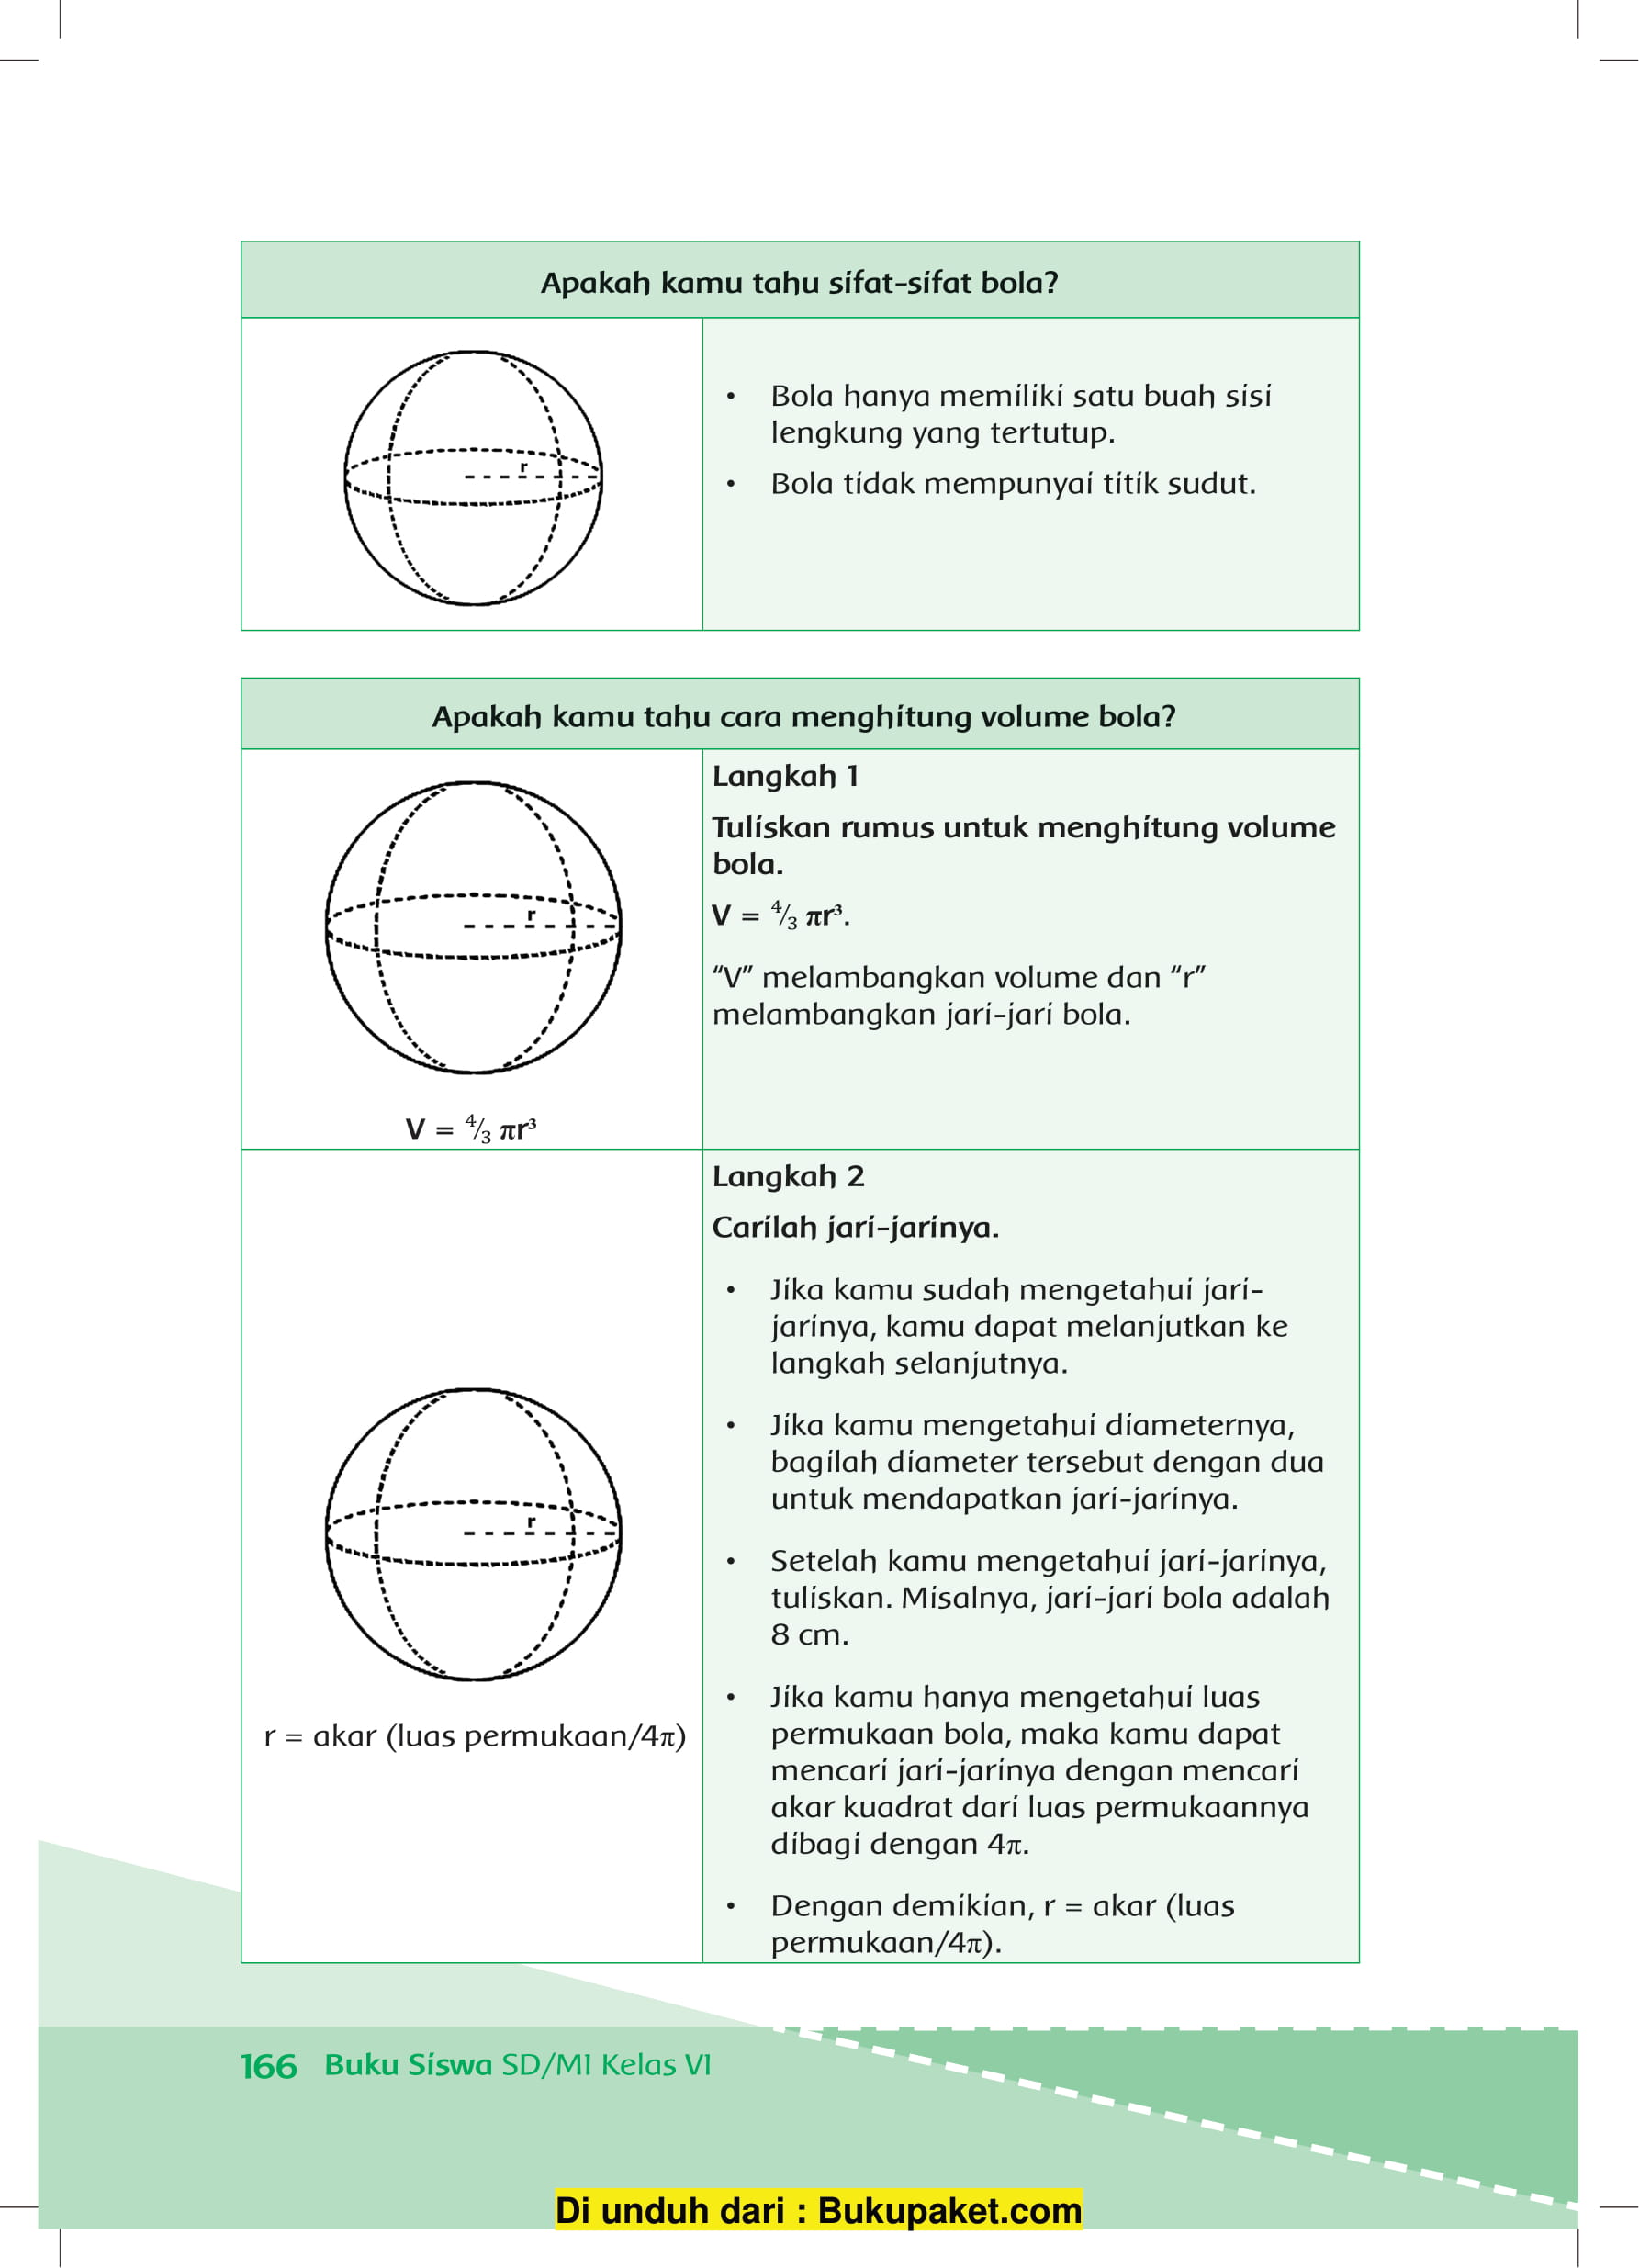 Apakah kamu tahu sifat-sifat bola?
r
• Bola hanya memiliki satu buah sisi
lengkung yang tertutup.
• Bola tidak mempunyai titik sudut.
Apakah kamu tahu cara menghitung volume bola?
r
V = ⁴⁄₃ πr³
Langkah 1
Tuliskan rumus untuk menghitung volume
bola.
V = ⁴⁄₃ πr³.
“V” melambangkan volume dan “r”
melambangkan jari-jari bola.
r
r = akar (luas permukaan/4π)
Langkah 2
Carilah jari-jarinya.
• Jika kamu sudah mengetahui jari-
jarinya, kamu dapat melanjutkan ke
langkah selanjutnya.
• Jika kamu mengetahui diameternya,
bagilah diameter tersebut dengan dua
untuk mendapatkan jari-jarinya.
• Setelah kamu mengetahui jari-jarinya,
tuliskan. Misalnya, jari-jari bola adalah
8 cm.
• Jika kamu hanya mengetahui luas
permukaan bola, maka kamu dapat
mencari jari-jarinya dengan mencari
akar kuadrat dari luas permukaannya
dibagi dengan 4π.
• Dengan demikian, r = akar (luas
permukaan/4π).
166 Buku Siswa SD/MI Kelas VI
Di unduh dari : Bukupaket.com